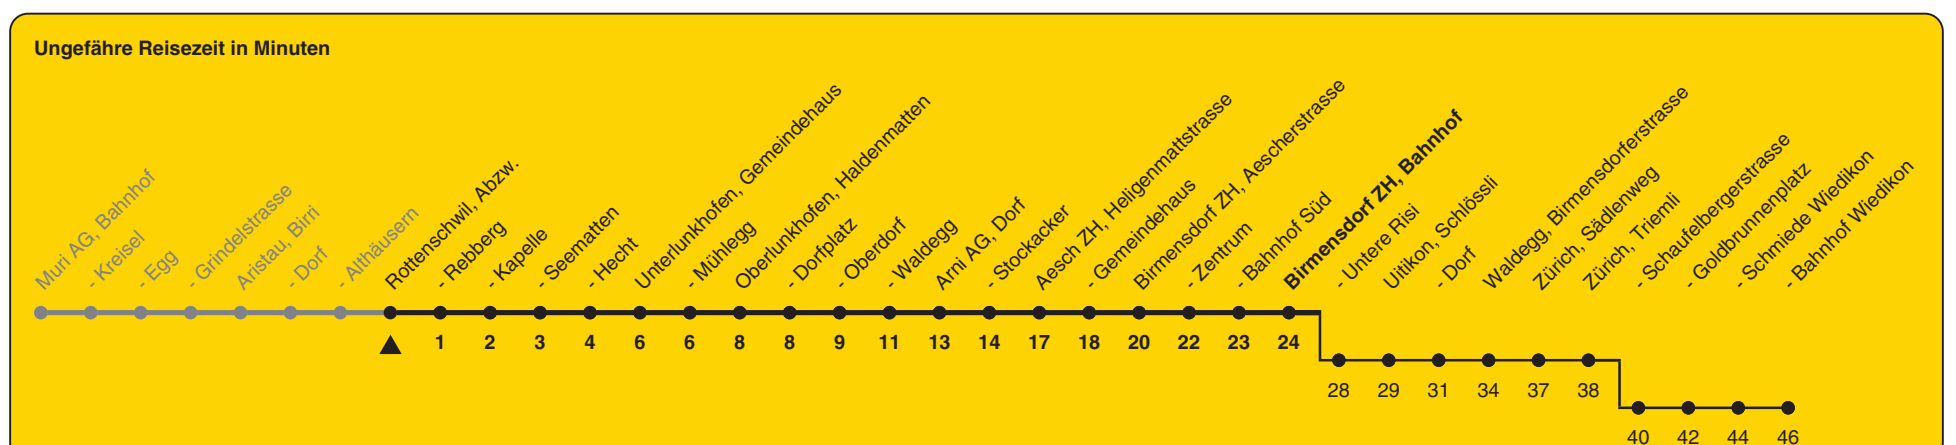 Ungefähre Reisezeit in Minuten
Muri AG, Bahnhof
- Kreisel
- Egg
- Grindelstrasse
Aristau, Birri
- Dorf
- Althäusern
Rottenschwil, Abzw.
- Rebberg
- Kapelle
- Seematten
- Hecht
Unterlunkhofen, Gemeindehaus
- Mühlegg
Oberlunkhofen, Haldenmatten
- Dorfplatz
- Oberdorf
- Waldegg
Arni AG, Dorf
- Stockacker
Aesch ZH, Heligenmattstrasse
- Gemeindehaus
Birmensdorf ZH, Aescherstrasse
- Zentrum
- Bahnhof Süd
Birmensdorf ZH, Bahnhof
- Untere Risi
Uitikon, Schlössli
- Dorf
Waldegg, Birmensdorferstrasse
Zürich, Sädlenweg
Zürich, Triemli
- Schaufelbergerstrasse
- Goldbrunnenplatz
- Schmiede Wiedikon
- Bahnhof Wiedikon
1 2 3 4 6 6 8 8 9 11 13 14 17 18 20 22 23 24
28 29 31 34 37 38
40 42 44 46